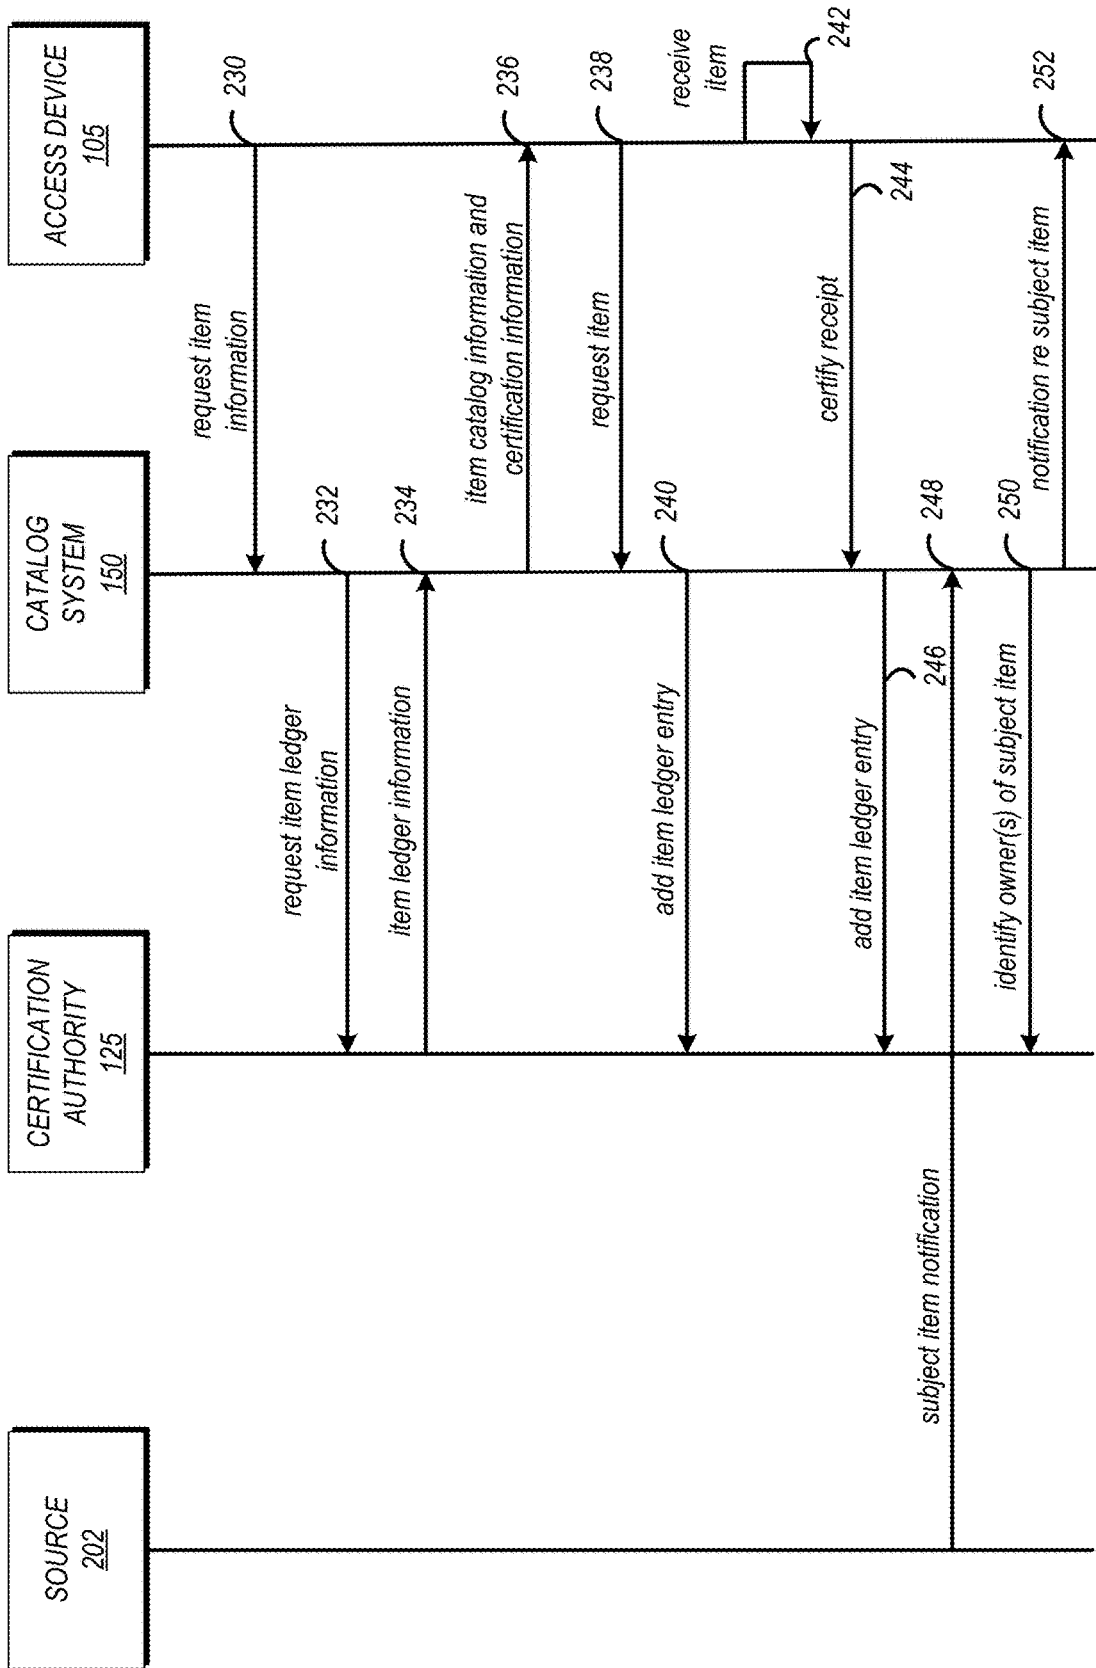 SOURCE
202
CERTIFICATION
AUTHORITY
125
CATALOG
SYSTEM
150
ACCESS DEVICE
105
request item
information
230
232
request item ledger
information
234
item ledger information
item catalog information and
certification information
236
request item
238
240
add item ledger entry
receive
item
242
certify receipt
244
add item ledger entry
246
subject item notification
248
identify owner(s) of subject item
250
notification re subject item
252